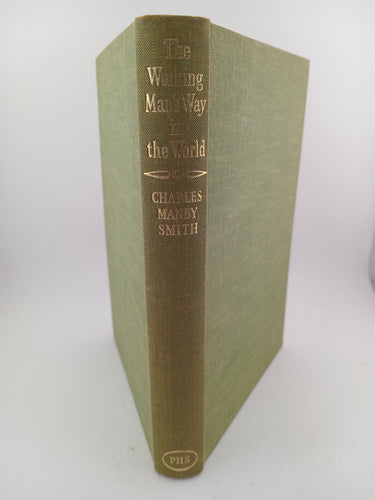 The
Working
Man's Way
in
the World
CHARLES
MANBY
SMITH
PHS